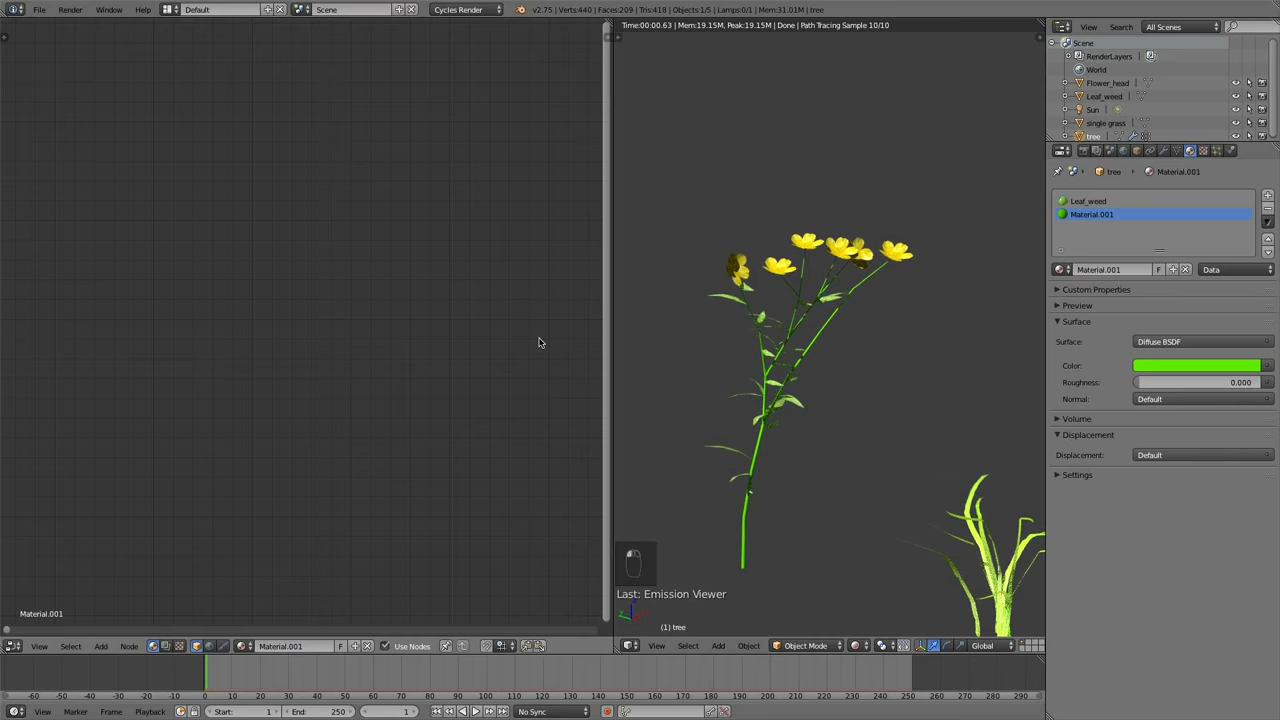 File Render Window Help Default Scene Cycles Render v2.75 | Verts:440 | Faces:209 | Tris:418 | Objects:1/5 | Lamps:0/1 | Mem:31.01M | tree
Time:00:00.63 | Mem:19.15M, Peak:19.15M | Done | Path Tracing Sample 10/10
View Search All Scenes
Scene
RenderLayers
World
Flower_head
Leaf_weed
Sun
single grass
tree
tree Material.001
Leaf_weed
Material.001
Material.001 F Data
Custom Properties
Preview
Surface
Surface: Diffuse BSDF
Color:
Roughness: 0.000
Normal: Default
Volume
Displacement
Displacement: Default
Settings
Last: Emission Viewer
(1) tree
Material.001
View Select Add Node Material.001 F Use Nodes
View Select Add Object Object Mode Global
-60 -50 -40 -30 -20 -10 0 10 20 30 40 50 60 70 80 90 100 110 120 130 140 150 160 170 180 190 200 210 220 230 240 250 260 270 280 290
View Marker Frame Playback Start: 1 End: 250 1 No Sync